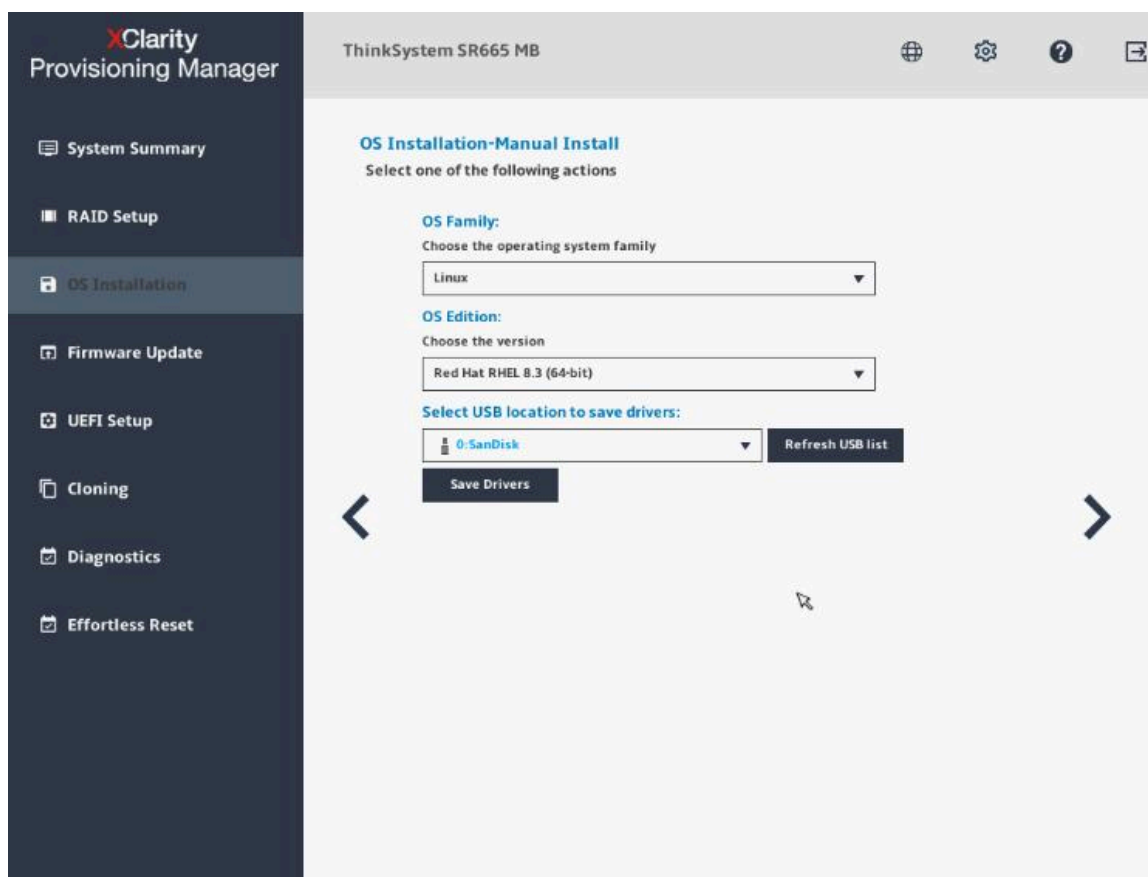 XClarity
Provisioning Manager
ThinkSystem SR665 MB
System Summary
RAID Setup
OS Installation
Firmware Update
UEFI Setup
Cloning
Diagnostics
Effortless Reset
OS Installation-Manual Install
Select one of the following actions
OS Family:
Choose the operating system family
Linux
OS Edition:
Choose the version
Red Hat RHEL 8.3 (64-bit)
Select USB location to save drivers:
0:SanDisk
Refresh USB list
Save Drivers